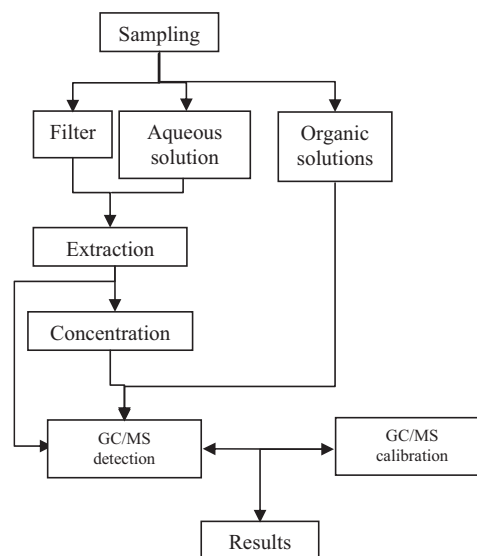 Sampling
Filter
Aqueous
solution
Organic
solutions
Extraction
Concentration
GC/MS
detection
GC/MS
calibration
Results